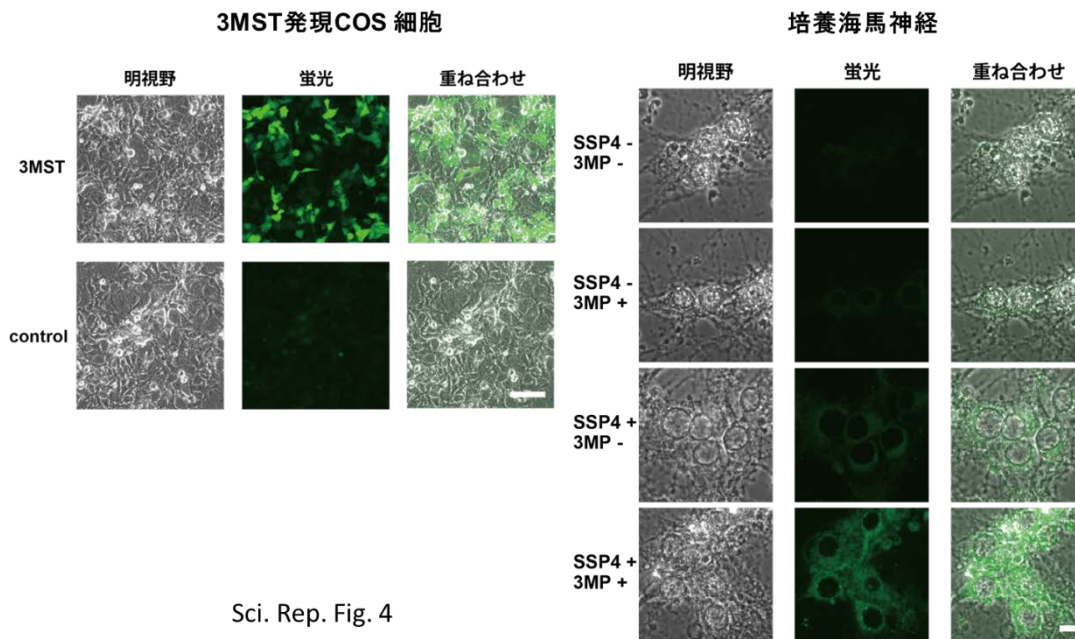 3MST発現COS 細胞
明視野 蛍光 重ね合わせ
3MST
control
Sci. Rep. Fig. 4
培養海馬神経
明視野 蛍光 重ね合わせ
SSP4 -
3MP -
SSP4 -
3MP +
SSP4 +
3MP -
SSP4 +
3MP +